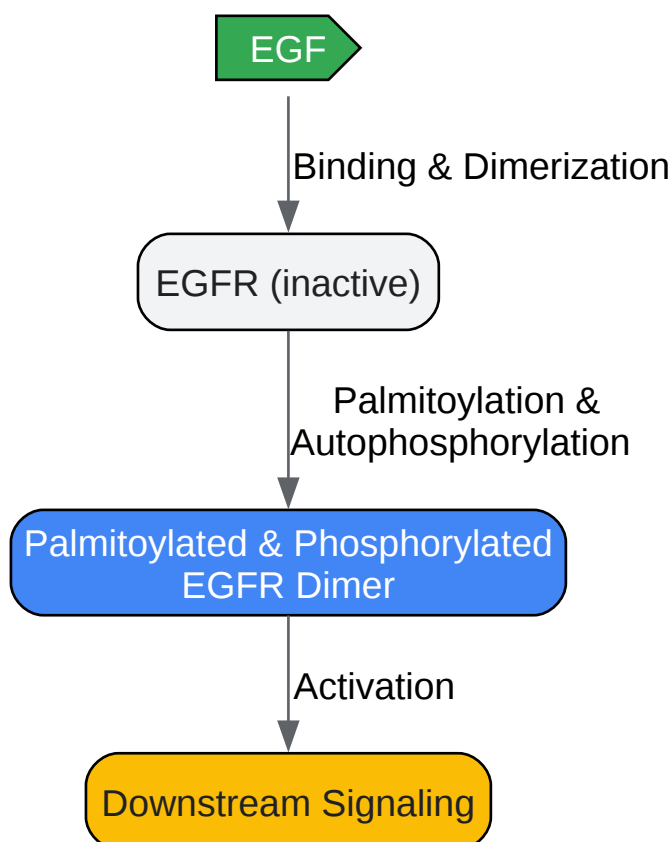 EGF
Binding & Dimerization
EGFR (inactive)
Palmitoylation &
Autophosphorylation
Palmitoylated & Phosphorylated
EGFR Dimer
Activation
Downstream Signaling